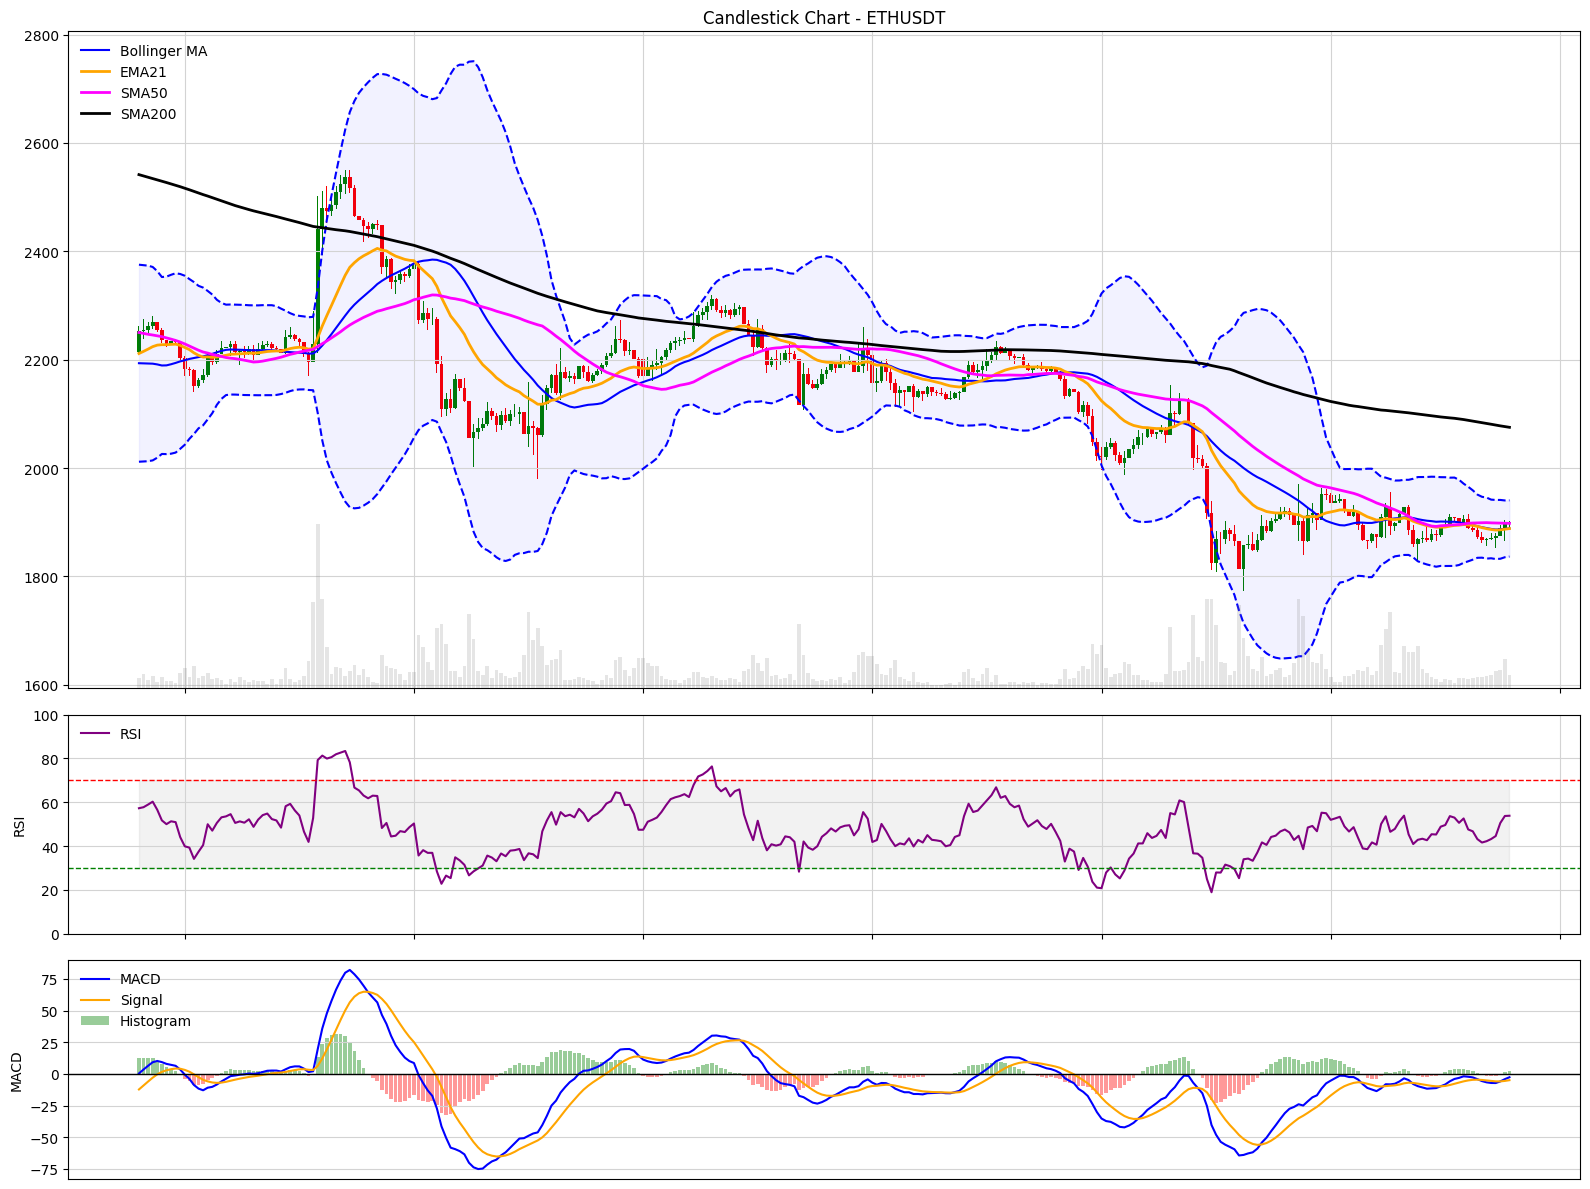 Candlestick Chart - ETHUSDT
2800
2600
2400
2200
2000
1800
1600
Bollinger MA
EMA21
SMA50
SMA200
RSI
100
80
60
40
20
0
RSI
MACD
75
50
25
0
−25
−50
−75
MACD
Signal
Histogram